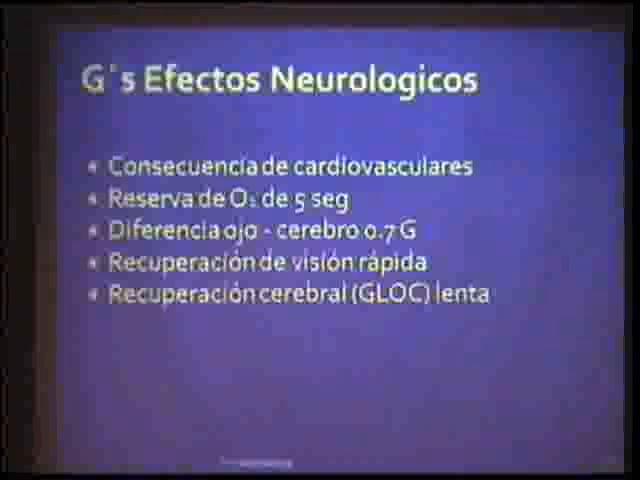 G´s Efectos Neurologicos
• Consecuencia de cardiovasculares
• Reserva de O₂ de 5 seg
• Diferencia ojo - cerebro 0.7 G
• Recuperación de visión rápida
• Recuperación cerebral (GLOC) lenta